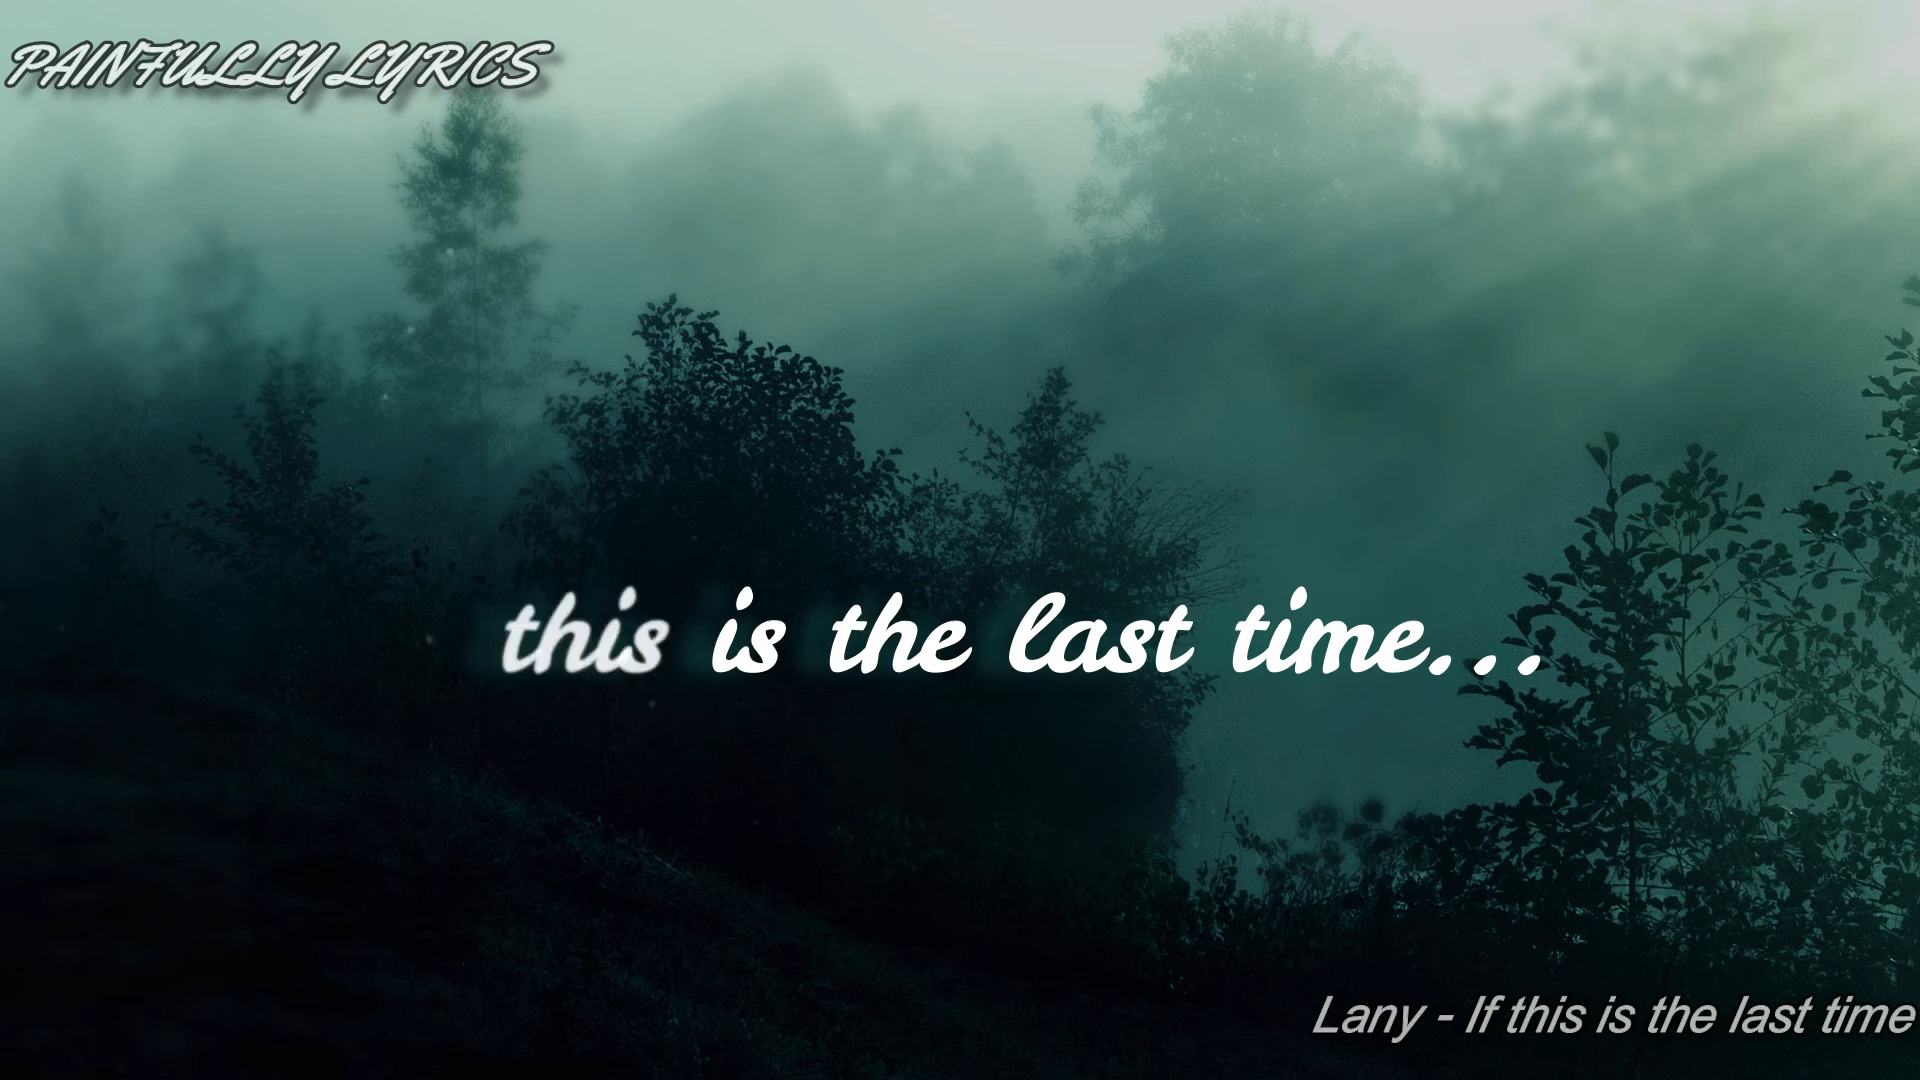 PAINFULLY LYRICS
this is the last time...
Lany - If this is the last time